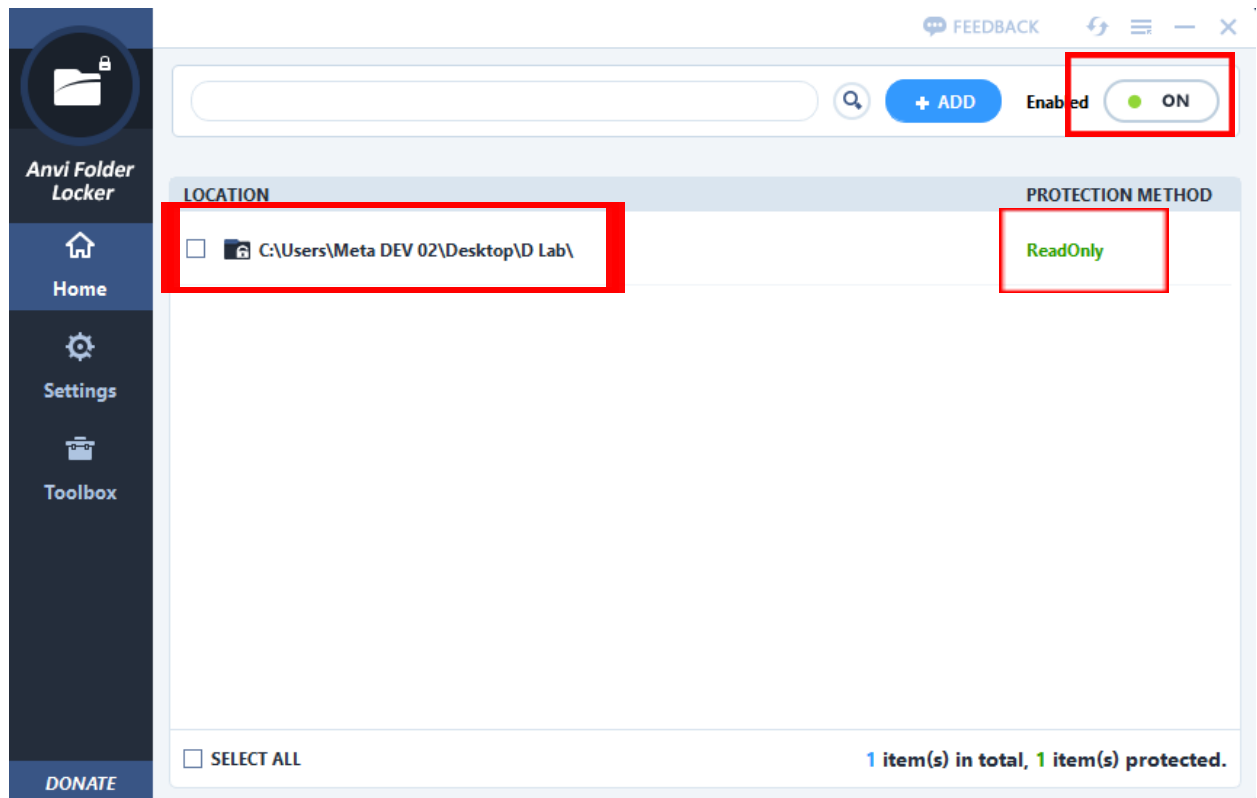 FEEDBACK
+ ADD
Enabled
ON
Anvi Folder
Locker
LOCATION
PROTECTION METHOD
C:\Users\Meta DEV 02\Desktop\D Lab\
ReadOnly
Home
Settings
Toolbox
SELECT ALL
1 item(s) in total, 1 item(s) protected.
DONATE